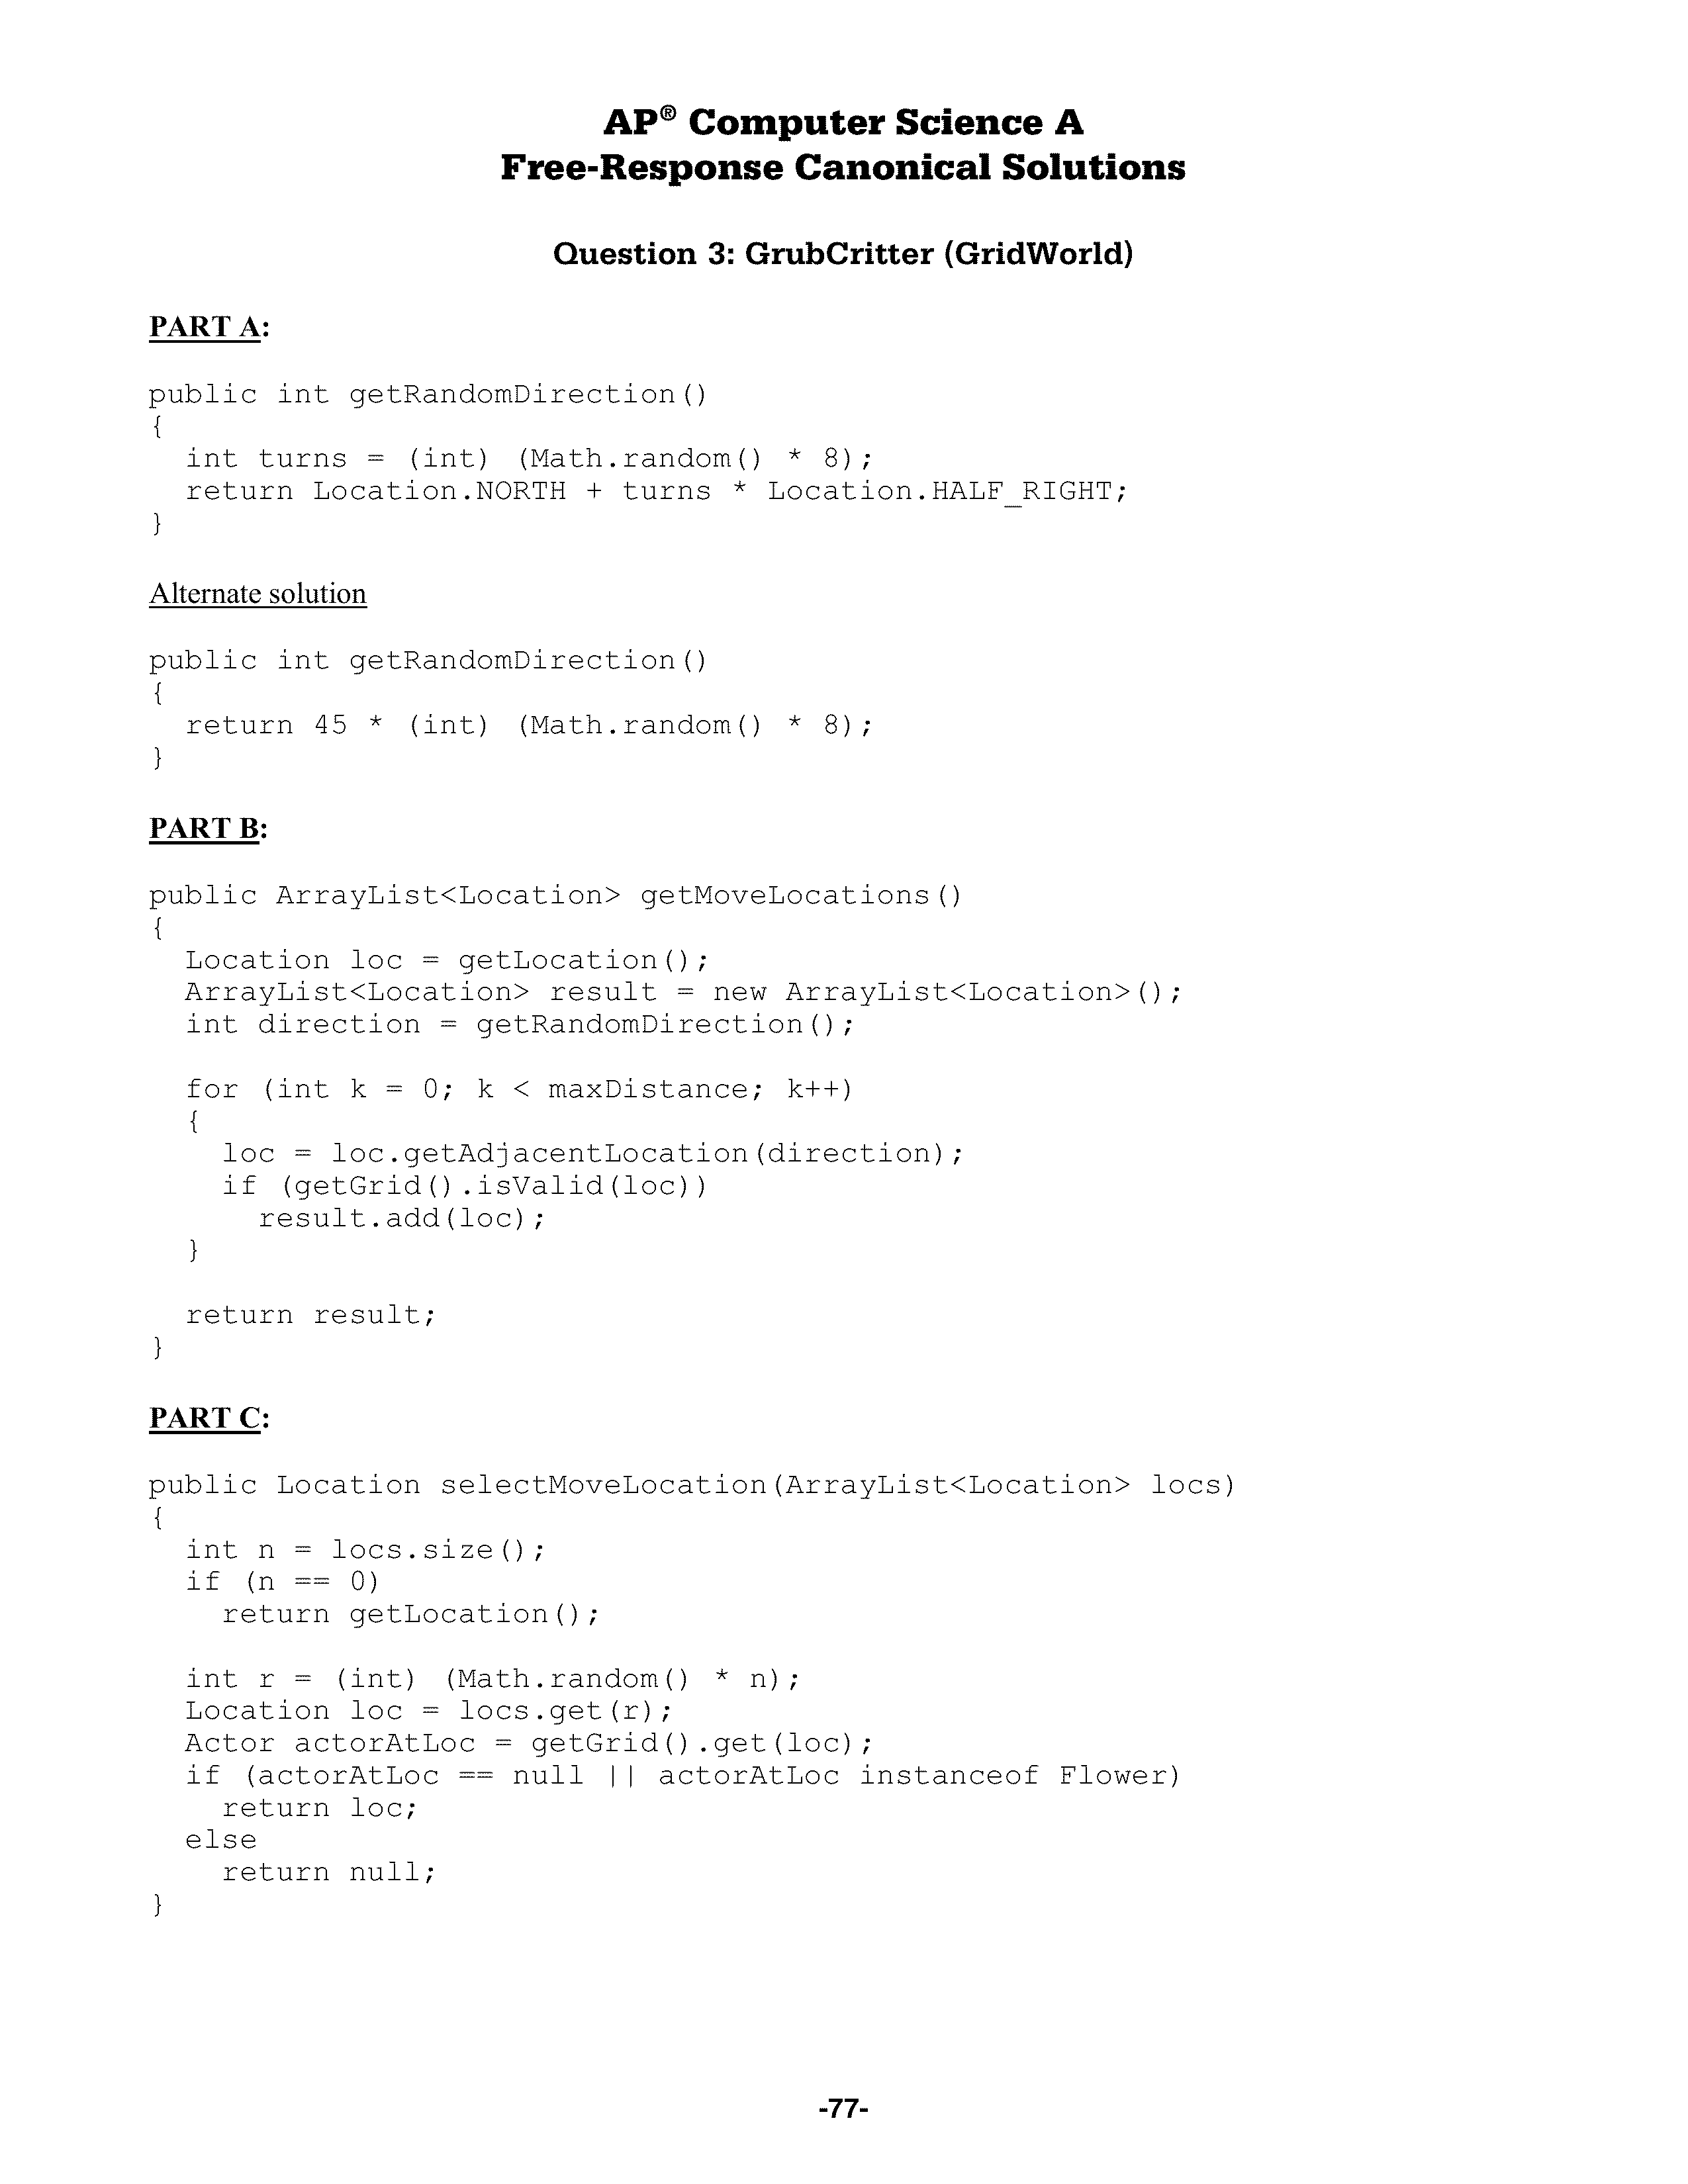 AP® Computer Science A
Free-Response Canonical Solutions
Question 3: GrubCritter (GridWorld)
PART A:
public int getRandomDirection()
{
  int turns = (int) (Math.random() * 8);
  return Location.NORTH + turns * Location.HALF_RIGHT;
}
Alternate solution
public int getRandomDirection()
{
  return 45 * (int) (Math.random() * 8);
}
PART B:
public ArrayList<Location> getMoveLocations()
{
  Location loc = getLocation();
  ArrayList<Location> result = new ArrayList<Location>();
  int direction = getRandomDirection();
  for (int k = 0; k < maxDistance; k++)
  {
    loc = loc.getAdjacentLocation(direction);
    if (getGrid().isValid(loc))
      result.add(loc);
  }
  return result;
}
PART C:
public Location selectMoveLocation(ArrayList<Location> locs)
{
  int n = locs.size();
  if (n == 0)
    return getLocation();
  int r = (int) (Math.random() * n);
  Location loc = locs.get(r);
  Actor actorAtLoc = getGrid().get(loc);
  if (actorAtLoc == null || actorAtLoc instanceof Flower)
    return loc;
  else
    return null;
}
-77-